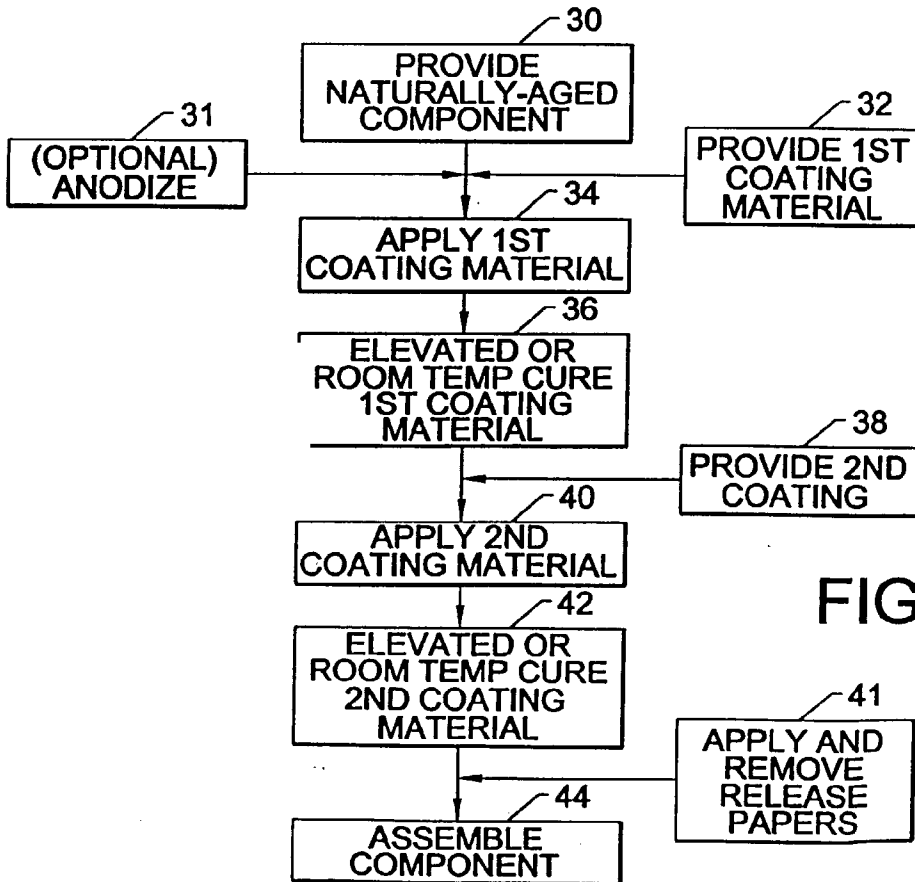 30
PROVIDE
NATURALLY-AGED
COMPONENT
31
(OPTIONAL)
ANODIZE
32
PROVIDE 1ST
COATING
MATERIAL
34
APPLY 1ST
COATING MATERIAL
36
ELEVATED OR
ROOM TEMP CURE
1ST COATING
MATERIAL
38
PROVIDE 2ND
COATING
40
APPLY 2ND
COATING MATERIAL
FIG
42
ELEVATED OR
ROOM TEMP CURE
2ND COATING
MATERIAL
41
APPLY AND
REMOVE
RELEASE
PAPERS
44
ASSEMBLE
COMPONENT